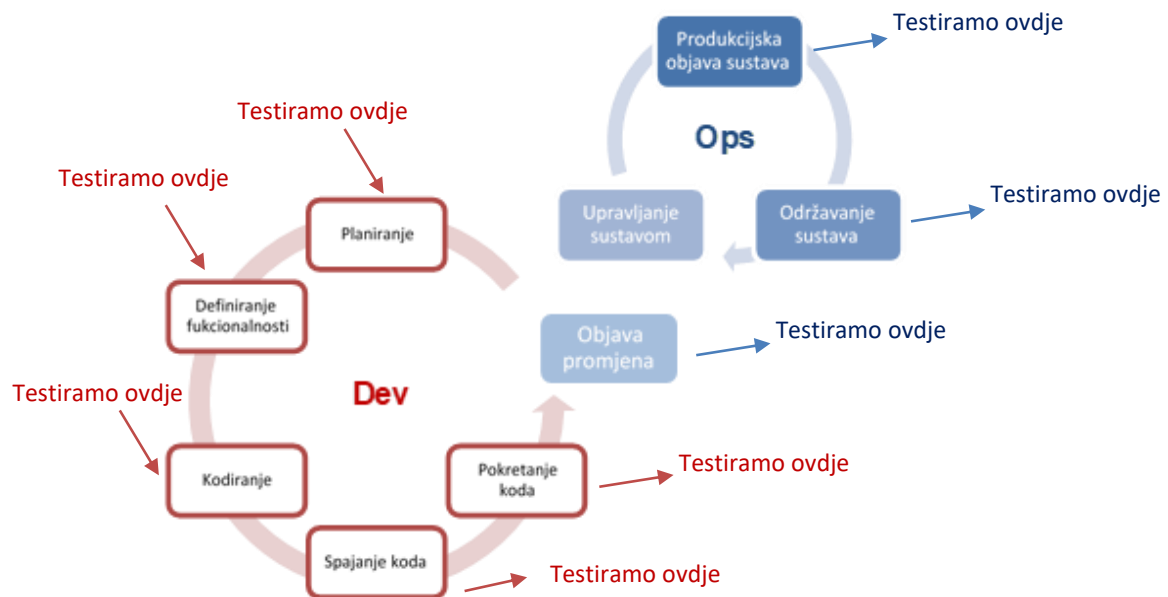 Produkcijska
objava sustava
Testiramo ovdje
Ops
Upravljanje
sustavom
Održavanje
sustava
Testiramo ovdje
Testiramo ovdje
Testiramo ovdje
Planiranje
Definiranje
fukcionalnosti
Objava
promjena
Testiramo ovdje
Dev
Testiramo ovdje
Kodiranje
Pokretanje
koda
Testiramo ovdje
Spajanje koda
Testiramo ovdje